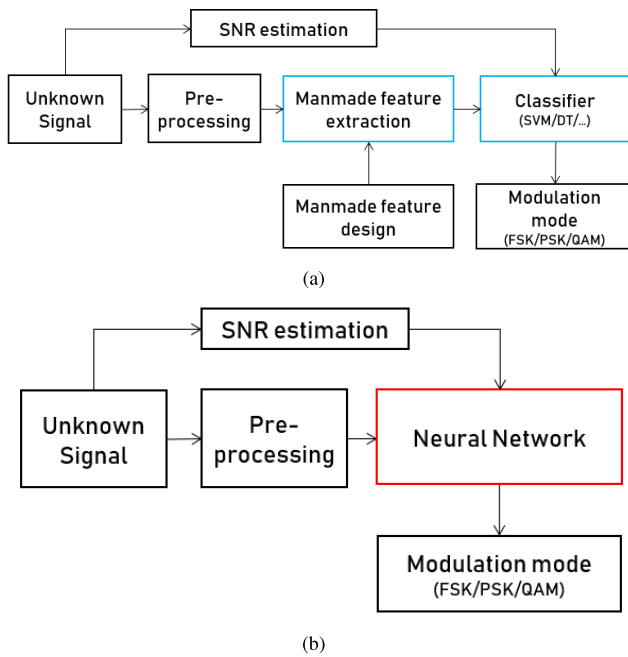 SNR estimation
Unknown
Signal
Pre-
processing
Manmade feature
extraction
Classifier
(SVM/DT/...)
Manmade feature
design
Modulation
mode
(FSK/PSK/QAM)
(a)
SNR estimation
Unknown
Signal
Pre-
processing
Neural Network
Modulation mode
(FSK/PSK/QAM)
(b)